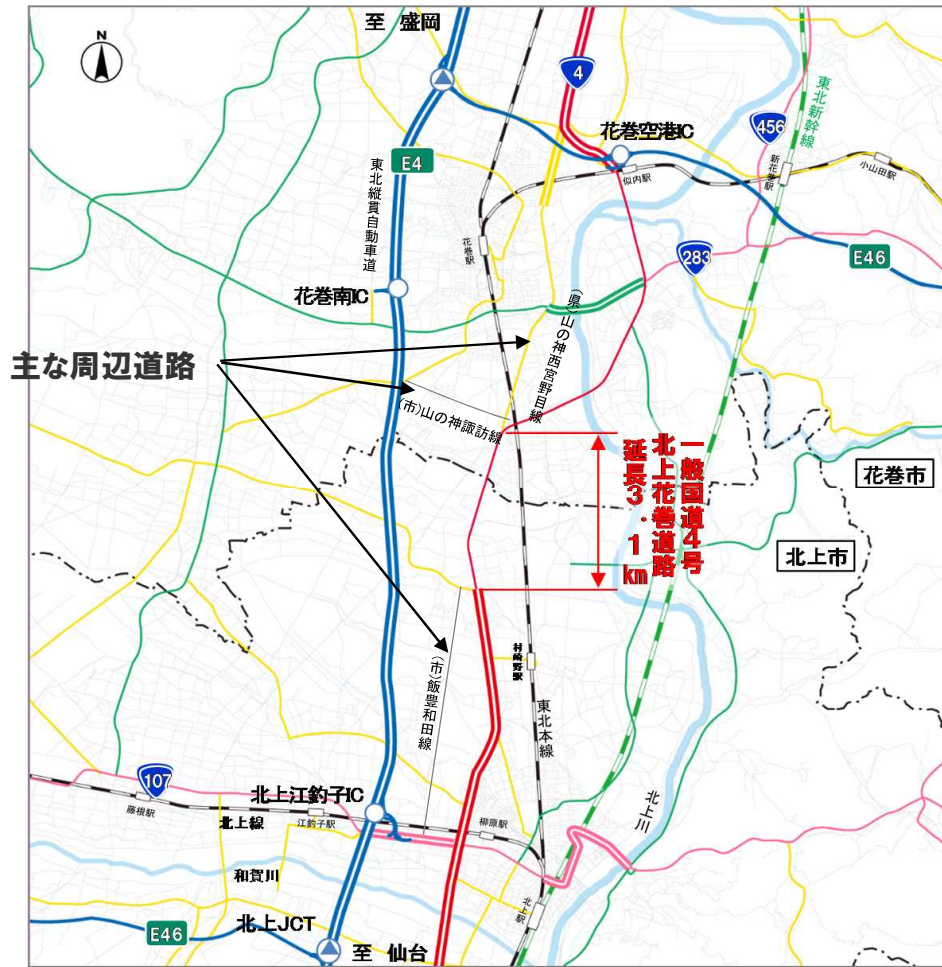 至 盛岡
N
4
花巻空港IC
456
東北新幹線
E4
東北縦貫自動車道
似内駅
新花巻駅
小山田駅
花巻駅
283
E46
花巻南IC
(県)山の神西宮野目線
主な周辺道路
(市)山の神諏訪線
一般国道4号
北上花巻道路
延長3.1km
花巻市
北上市
村崎野駅
(市)飯豊和田線
東北本線
107
北上江釣子IC
藤根駅
北上線
江釣子駅
柳原駅
北上川
和賀川
北上駅
E46
北上JCT
至 仙台